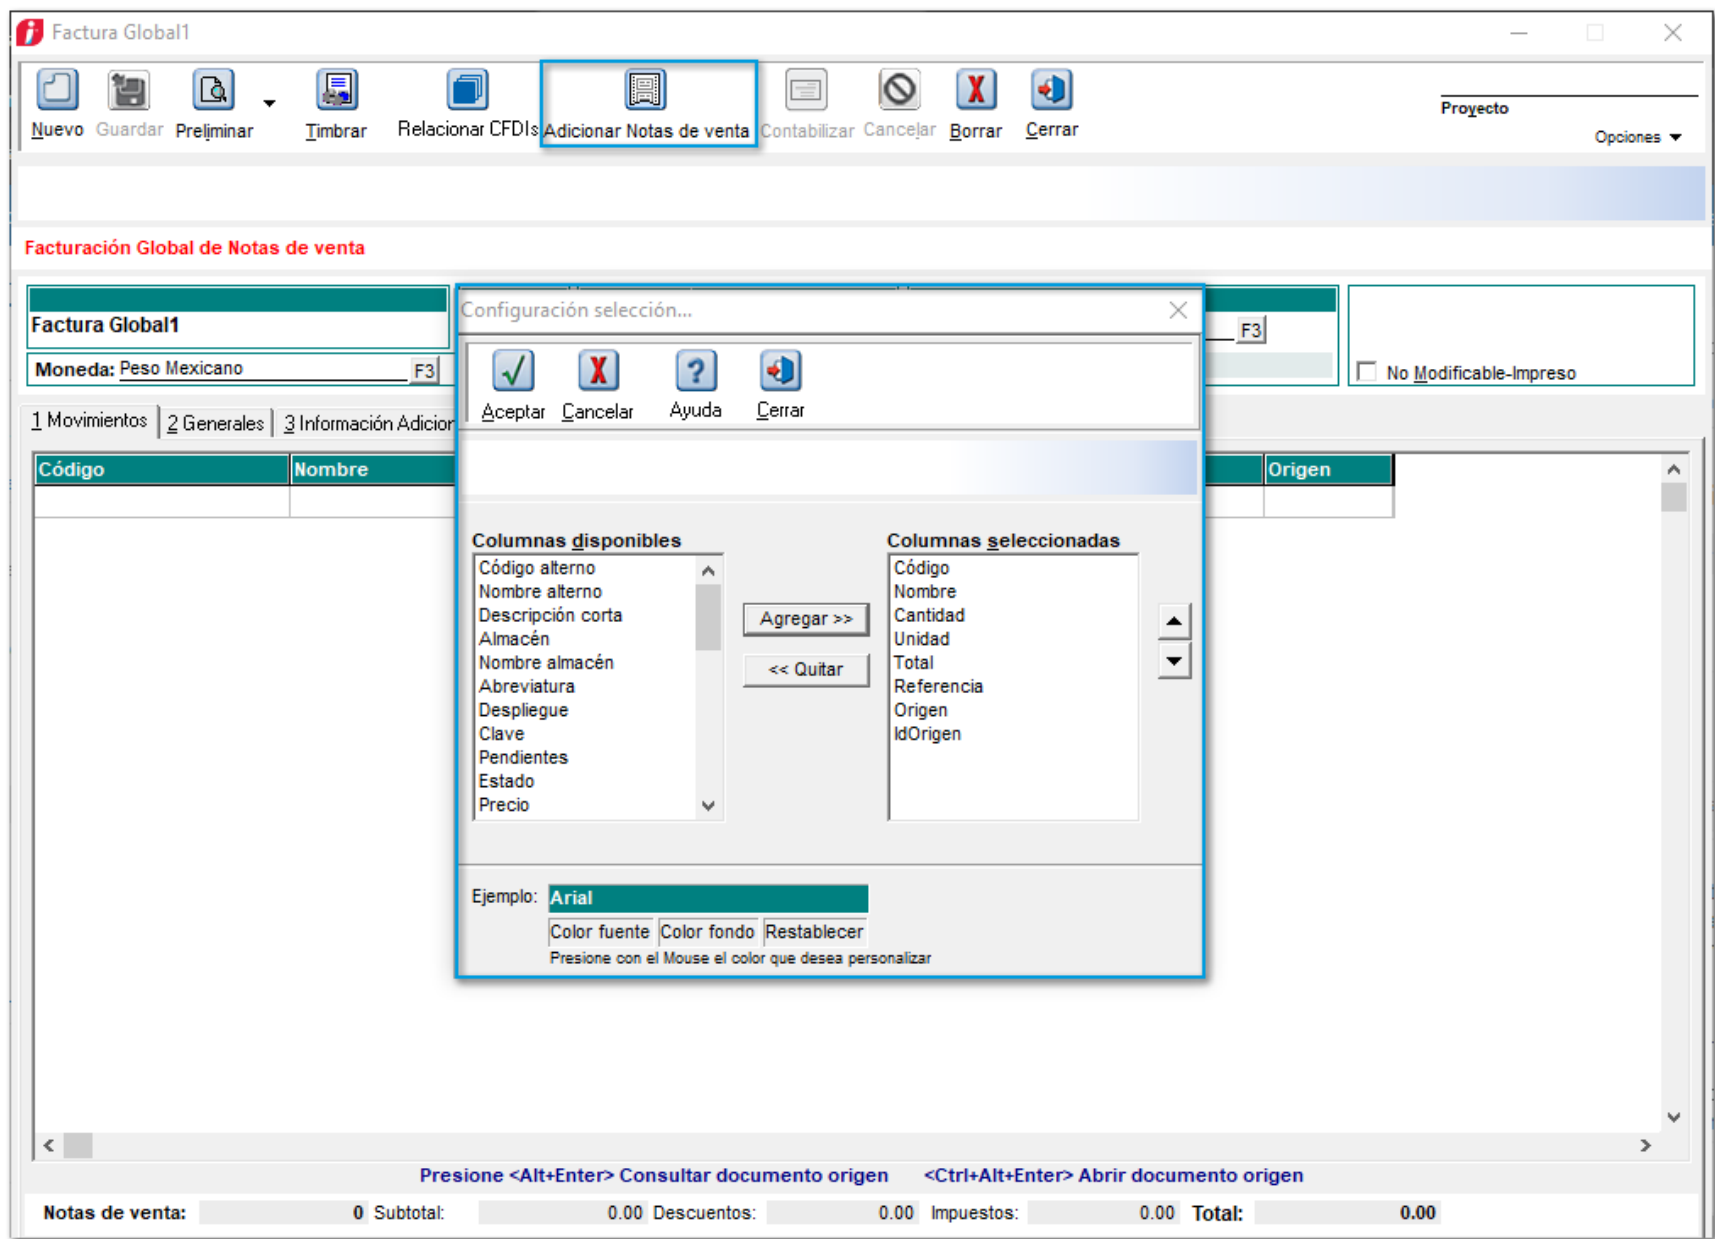 Factura Global1
Nuevo Guardar Preliminar Timbrar Relacionar CFDIs Adicionar Notas de venta Contabilizar Cancelar Borrar Cerrar
Proyecto
Opciones
Facturación Global de Notas de venta
Factura Global1
Moneda: Peso Mexicano F3
F3
No Modificable-Impreso
1 Movimientos 2 Generales 3 Información Adicion
Código Nombre Origen
Configuración selección...
Aceptar Cancelar Ayuda Cerrar
Columnas disponibles
Código alterno
Nombre alterno
Descripción corta
Almacén
Nombre almacén
Abreviatura
Despliegue
Clave
Pendientes
Estado
Precio
Agregar >>
<< Quitar
Columnas seleccionadas
Código
Nombre
Cantidad
Unidad
Total
Referencia
Origen
IdOrigen
Ejemplo: Arial
Color fuente Color fondo Restablecer
Presione con el Mouse el color que desea personalizar
Presione <Alt+Enter> Consultar documento origen <Ctrl+Alt+Enter> Abrir documento origen
Notas de venta: 0 Subtotal: 0.00 Descuentos: 0.00 Impuestos: 0.00 Total: 0.00